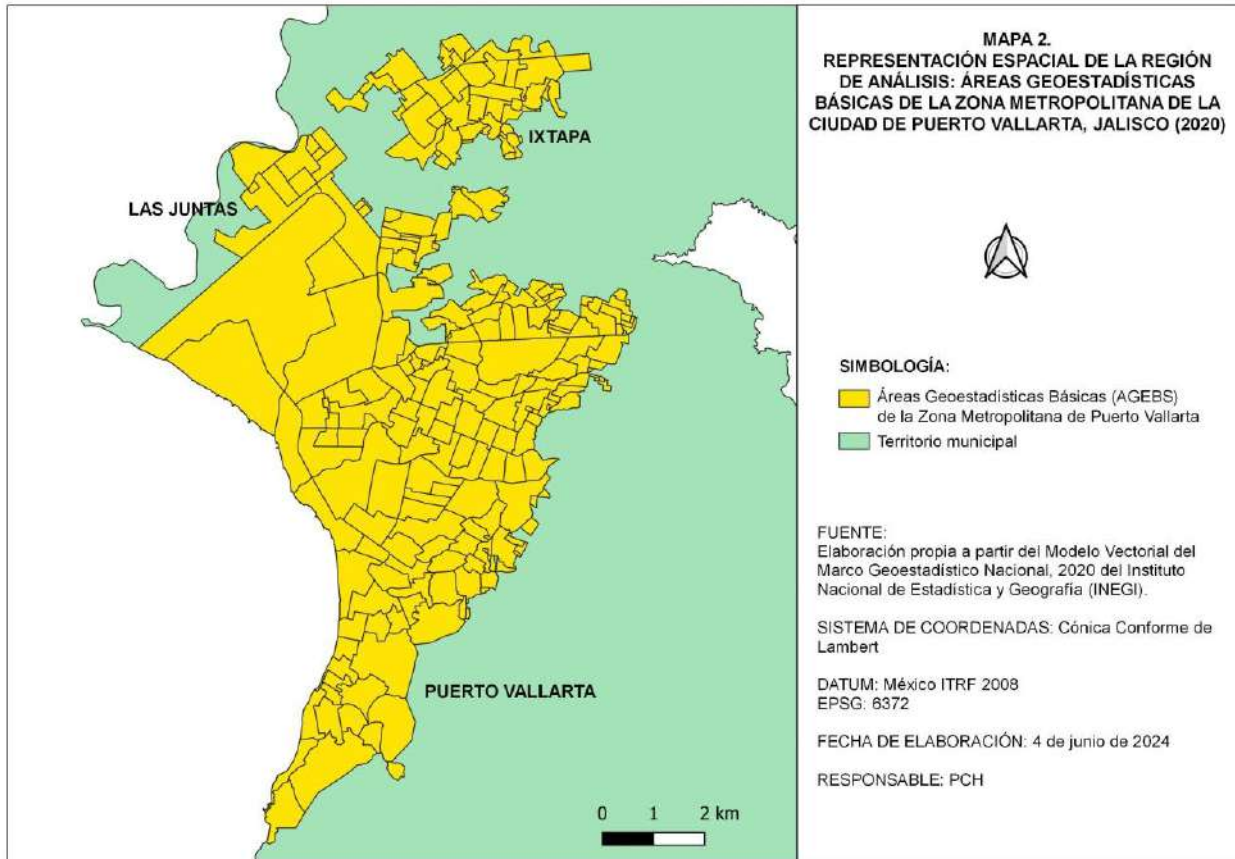 MAPA 2.
REPRESENTACIÓN ESPACIAL DE LA REGIÓN
DE ANÁLISIS: ÁREAS GEOESTADÍSTICAS
BÁSICAS DE LA ZONA METROPOLITANA DE LA
CIUDAD DE PUERTO VALLARTA, JALISCO (2020)
IXTAPA
LAS JUNTAS
PUERTO VALLARTA
0 1 2 km
SIMBOLOGÍA:
Áreas Geoestadísticas Básicas (AGEBS)
de la Zona Metropolitana de Puerto Vallarta
Territorio municipal
FUENTE:
Elaboración propia a partir del Modelo Vectorial del
Marco Geoestadístico Nacional, 2020 del Instituto
Nacional de Estadística y Geografía (INEGI).
SISTEMA DE COORDENADAS: Cónica Conforme de
Lambert
DATUM: México ITRF 2008
EPSG: 6372
FECHA DE ELABORACIÓN: 4 de junio de 2024
RESPONSABLE: PCH